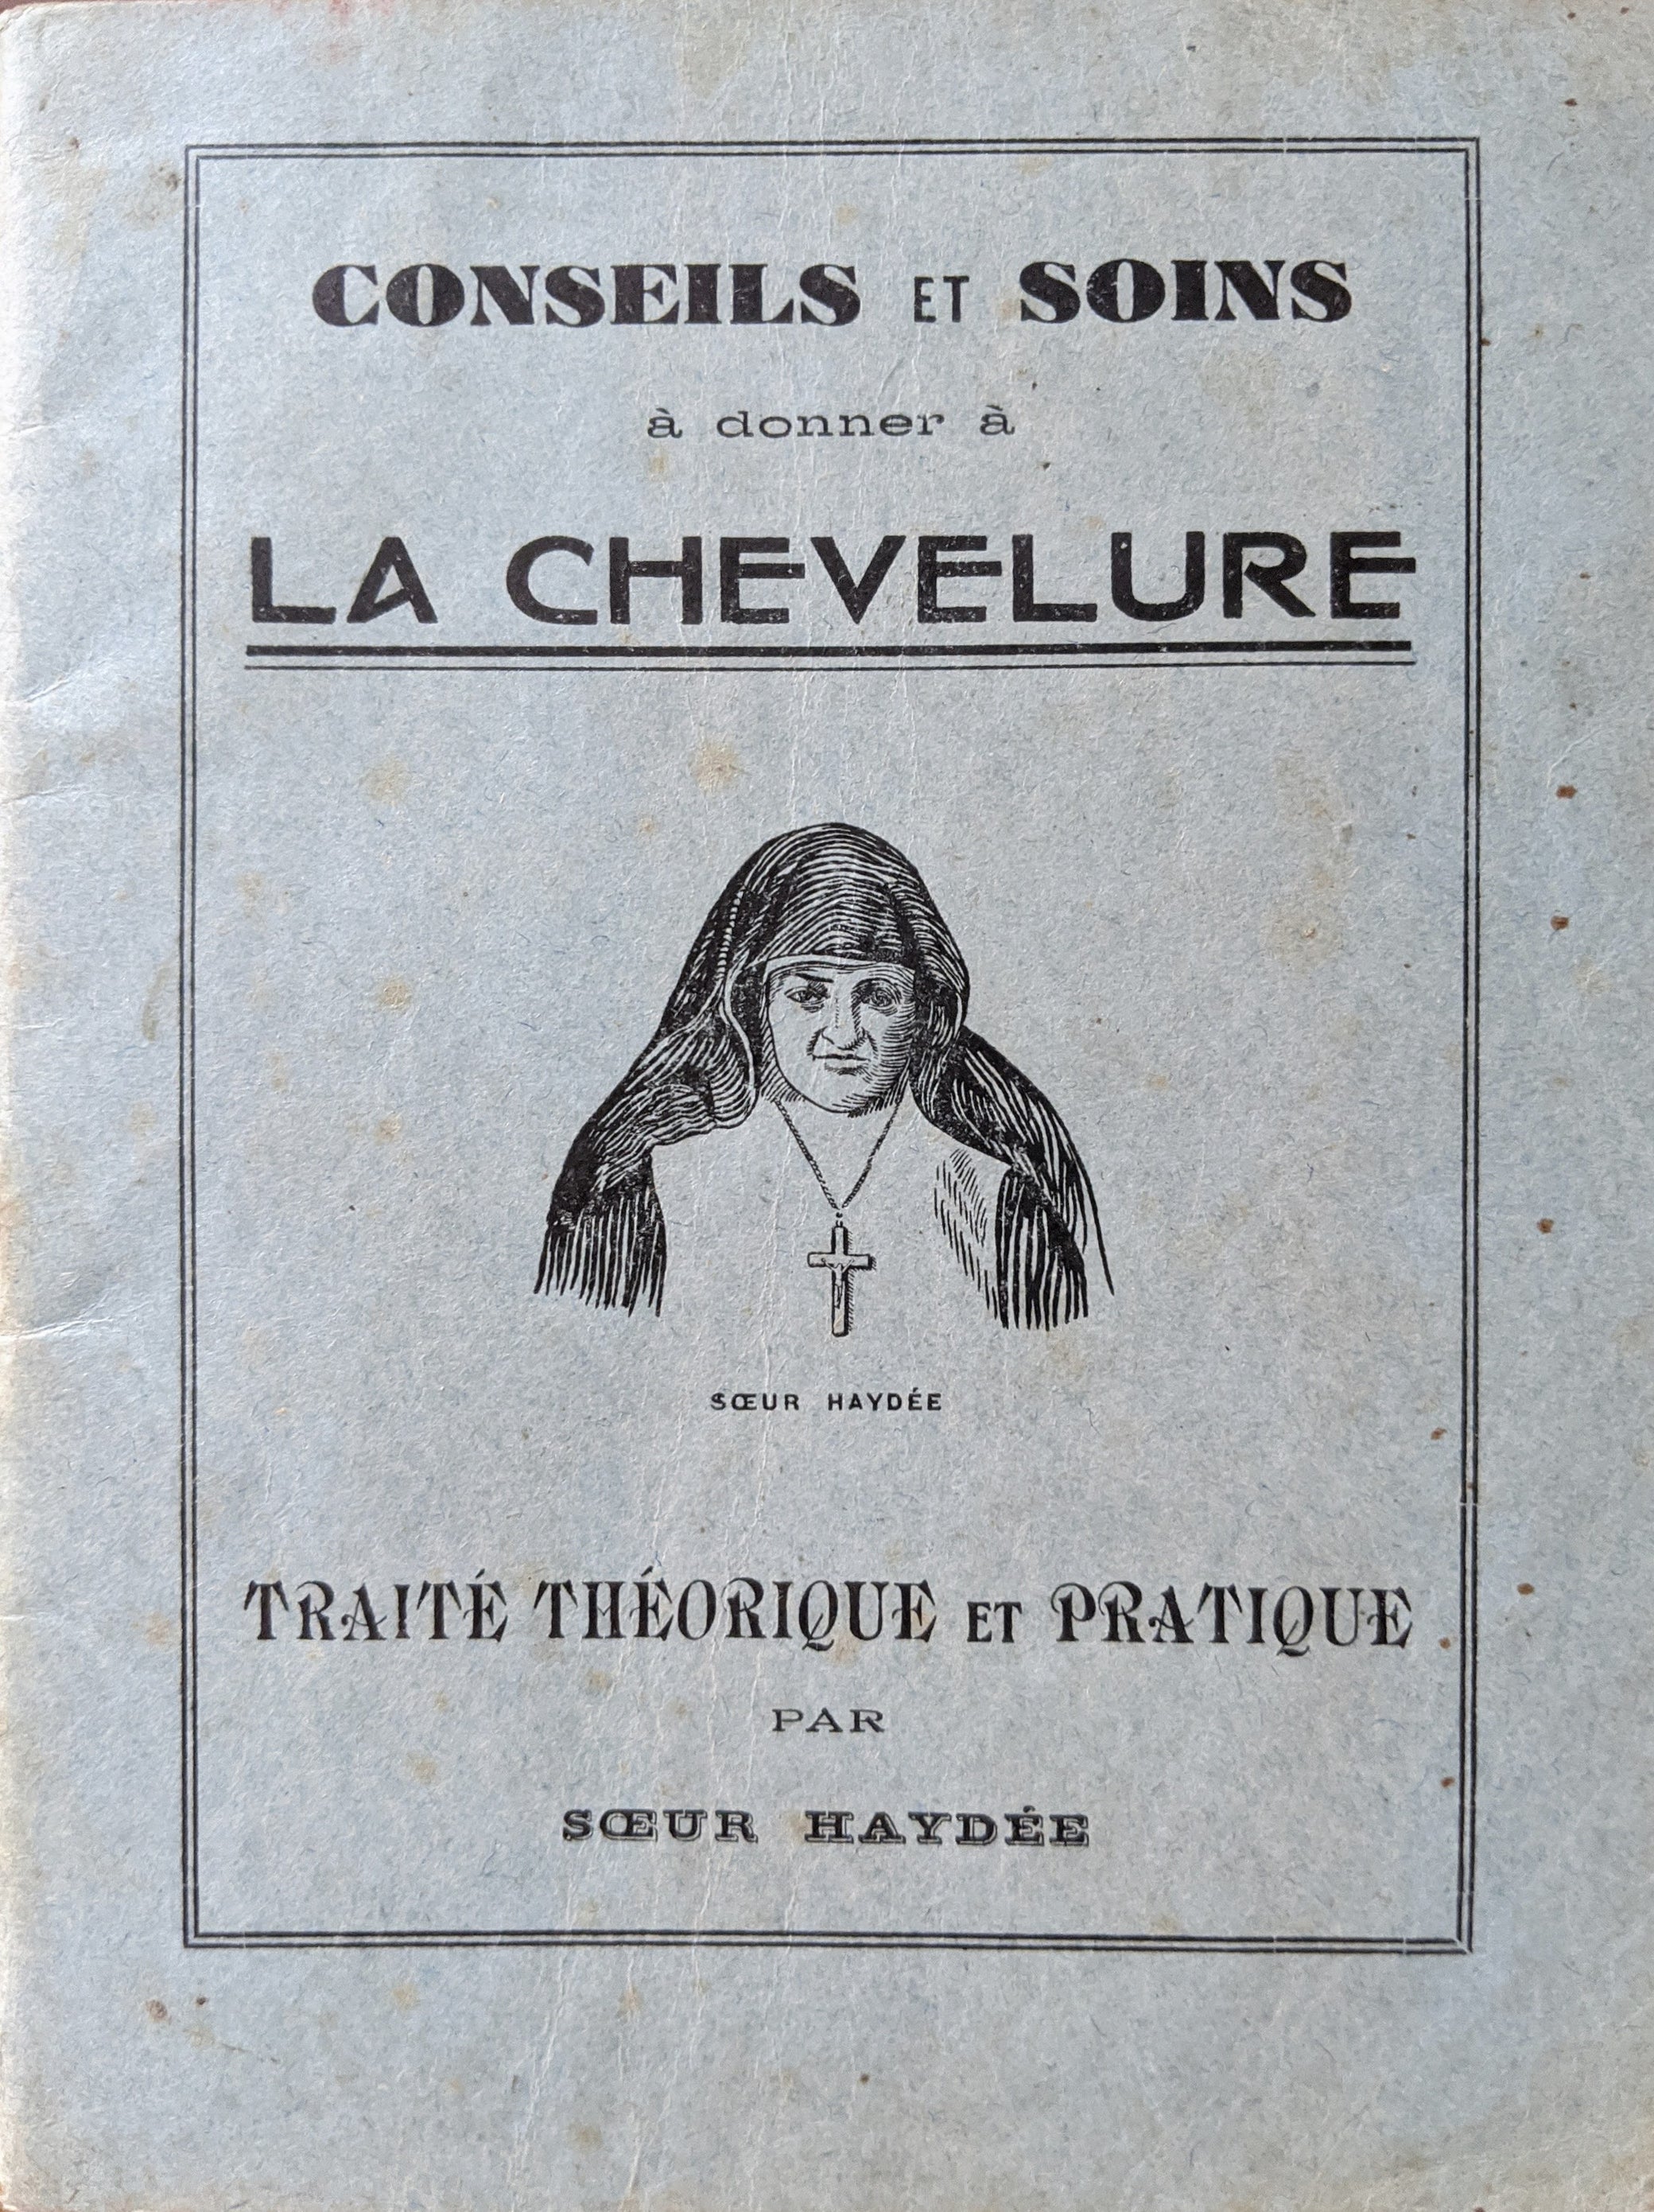 CONSEILS ET SOINS
à donner à
LA CHEVELURE
SŒUR HAYDÉE
TRAITÉ THÉORIQUE ET PRATIQUE
PAR
SŒUR HAYDÉE